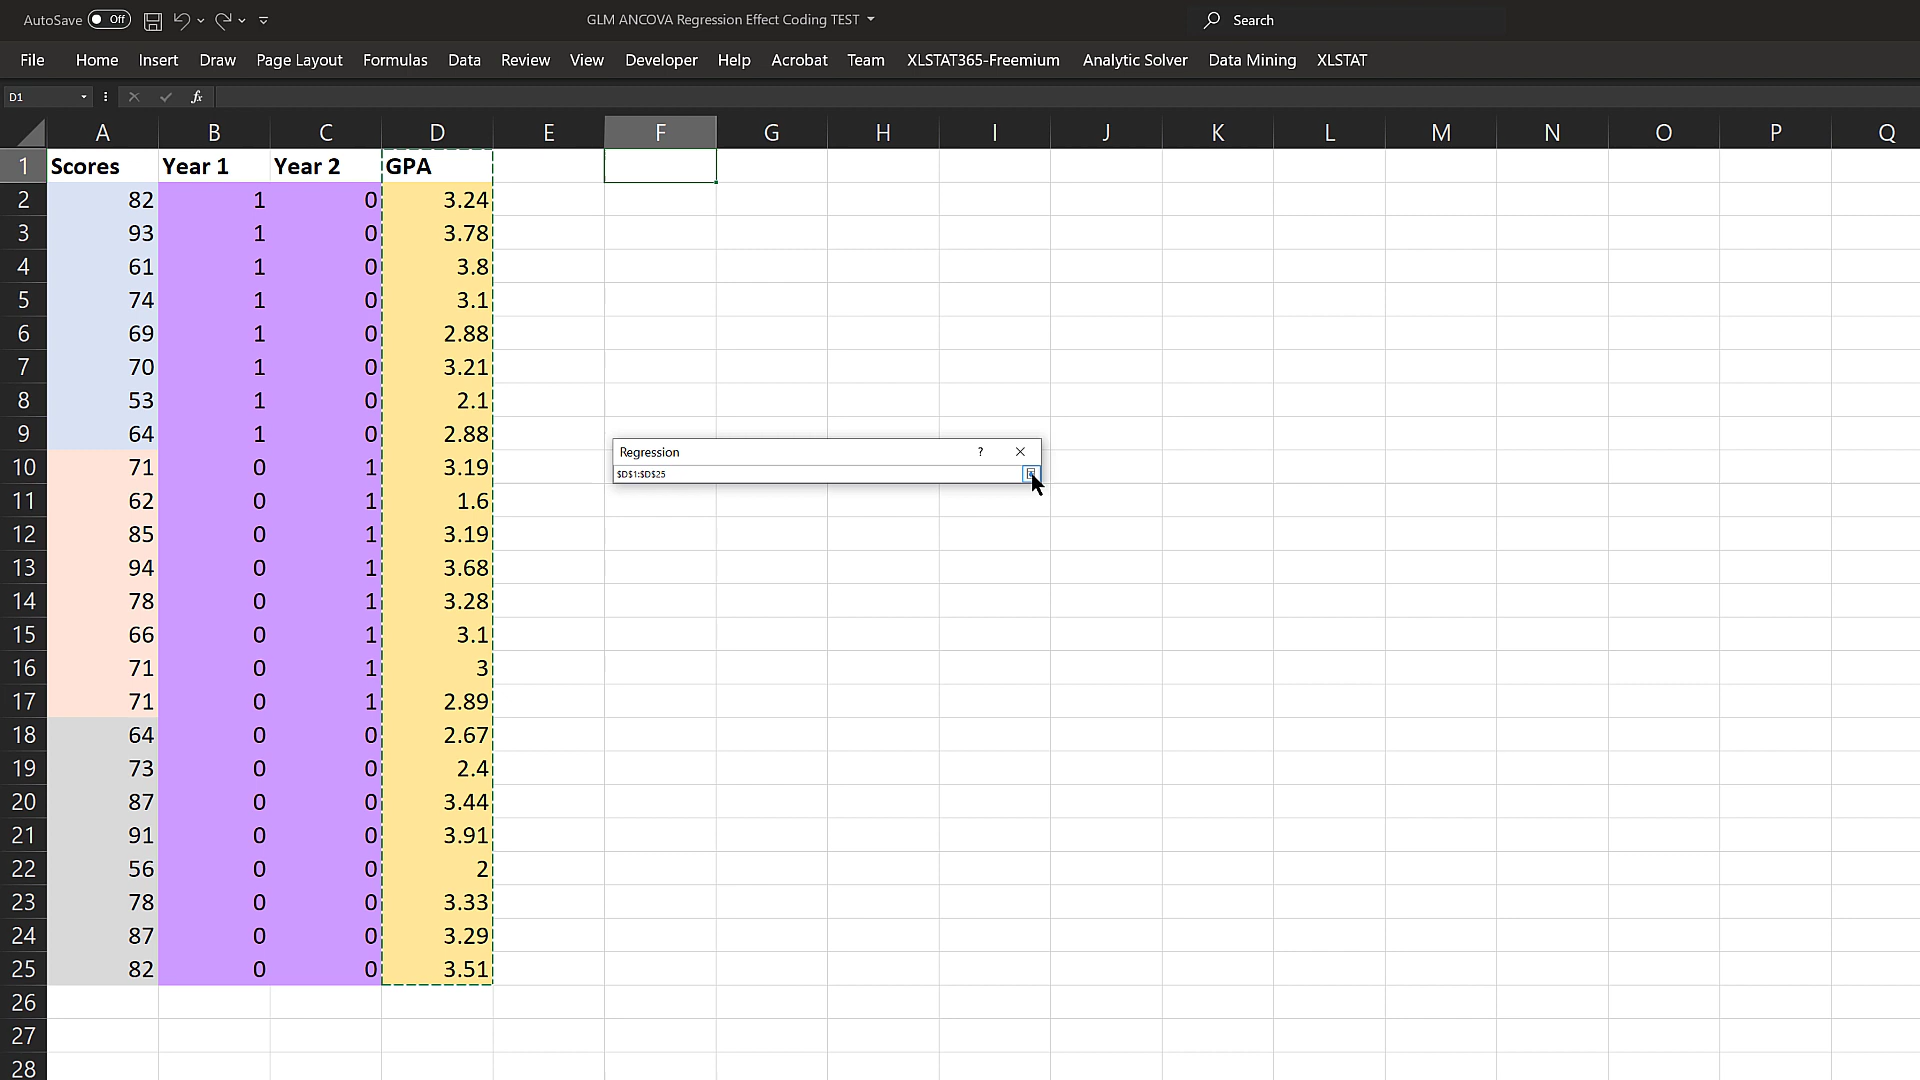 AutoSave Off GLM ANCOVA Regression Effect Coding TEST Search
File Home Insert Draw Page Layout Formulas Data Review View Developer Help Acrobat Team XLSTAT365-Freemium Analytic Solver Data Mining XLSTAT
D1 fx
A B C D E F G H I J K L M N O P Q
1 Scores Year 1 Year 2 GPA
2 82 1 0 3.24
3 93 1 0 3.78
4 61 1 0 3.8
5 74 1 0 3.1
6 69 1 0 2.88
7 70 1 0 3.21
8 53 1 0 2.1
9 64 1 0 2.88
Regression ?
10 71 0 1 3.19
$D$1:$D$25
11 62 0 1 1.6
12 85 0 1 3.19
13 94 0 1 3.68
14 78 0 1 3.28
15 66 0 1 3.1
16 71 0 1 3
17 71 0 1 2.89
18 64 0 0 2.67
19 73 0 0 2.4
20 87 0 0 3.44
21 91 0 0 3.91
22 56 0 0 2
23 78 0 0 3.33
24 87 0 0 3.29
25 82 0 0 3.51
26
27
28